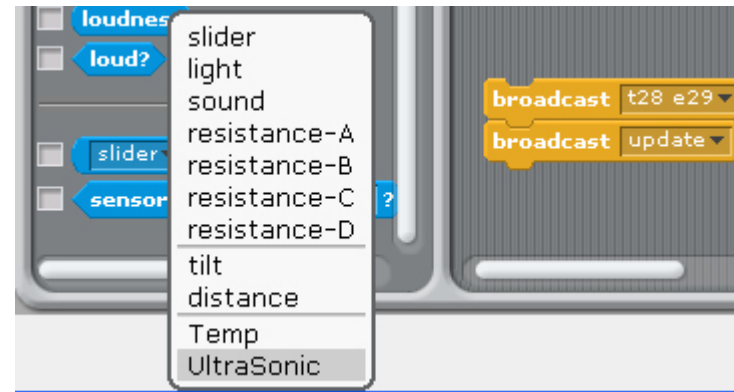 loudnes
loud?
slider
sensor
?
slider
light
sound
resistance-A
resistance-B
resistance-C
resistance-D
tilt
distance
Temp
UltraSonic
broadcast t28 e29
broadcast update